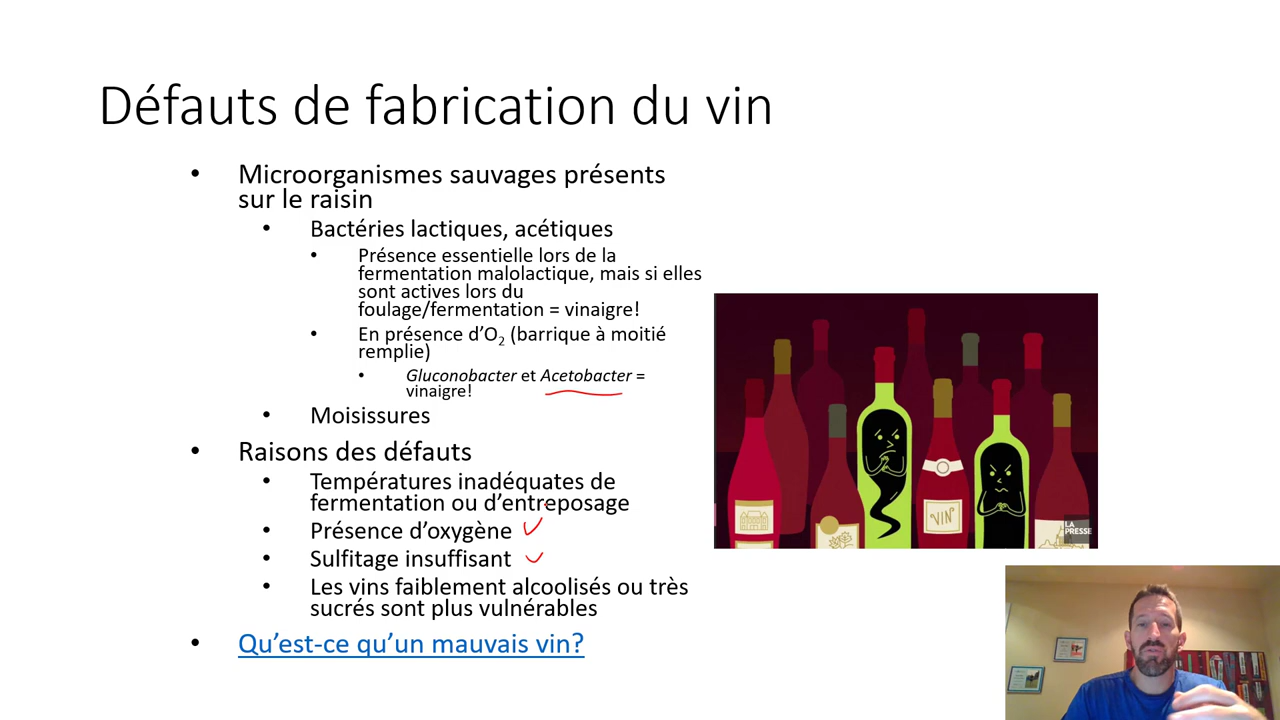 Défauts de fabrication du vin
• Microorganismes sauvages présents
sur le raisin
• Bactéries lactiques, acétiques
• Présence essentielle lors de la
fermentation malolactique, mais si elles
sont actives lors du
foulage/fermentation = vinaigre!
• En présence d'O₂ (barrique à moitié
remplie)
• Gluconobacter et Acetobacter =
vinaigre!
• Moisissures
• Raisons des défauts
• Températures inadéquates de
fermentation ou d'entreposage
• Présence d'oxygène
• Sulfitage insuffisant
• Les vins faiblement alcoolisés ou très
sucrés sont plus vulnérables
• Qu'est-ce qu'un mauvais vin?
VIN
LA
PRESSE